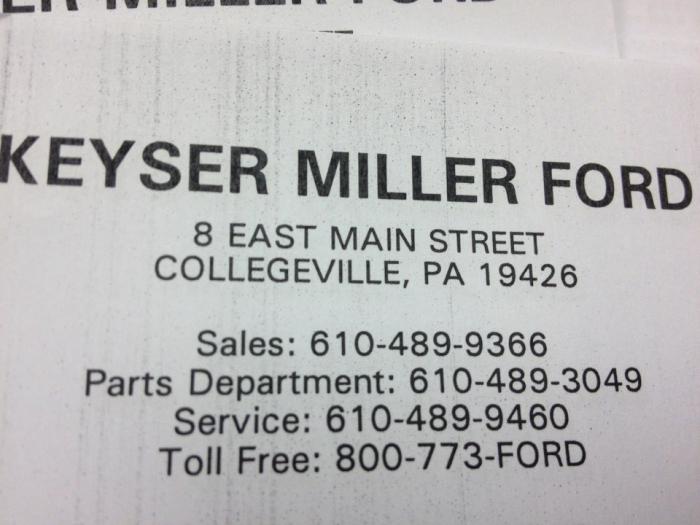 KEYSER MILLER FORD
8 EAST MAIN STREET
COLLEGEVILLE, PA 19426
Sales: 610-489-9366
Parts Department: 610-489-3049
Service: 610-489-9460
Toll Free: 800-773-FORD